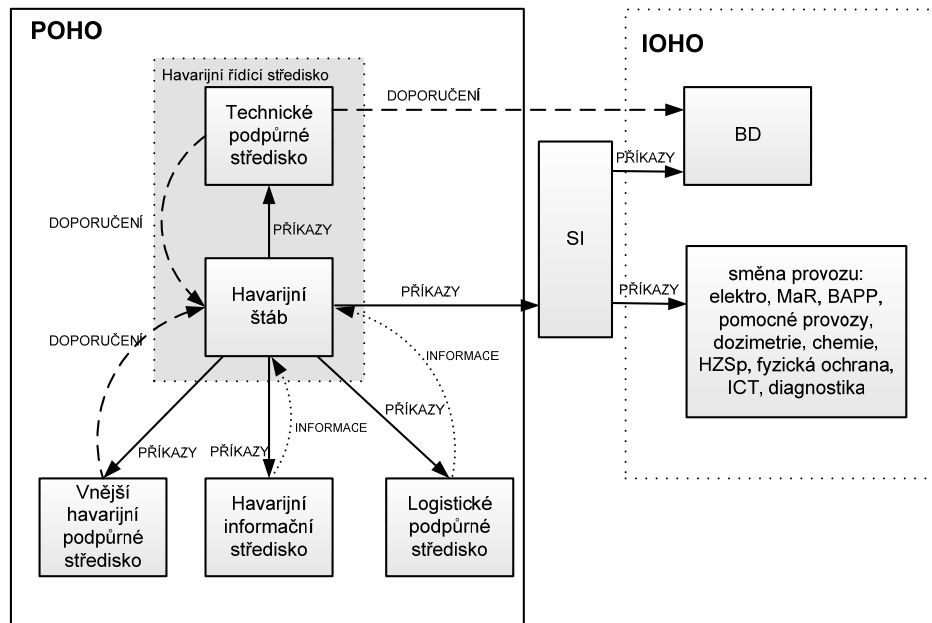 POHO
IOHO
Havarijní řídící středisko
Technické
podpůrné
středisko
DOPORUČENÍ
BD
PŘÍKAZY
SI
DOPORUČENÍ
PŘÍKAZY
Havarijní
štáb
PŘÍKAZY
PŘÍKAZY
směna provozu:
elektro, MaR, BAPP,
pomocné provozy,
dozimetrie, chemie,
HZSp, fyzická ochrana,
ICT, diagnostika
DOPORUČENÍ
INFORMACE
PŘÍKAZY
INFORMACE
PŘÍKAZY
PŘÍKAZY
Vnější
havarijní
podpůrné
středisko
Havarijní
informační
středisko
Logistické
podpůrné
středisko